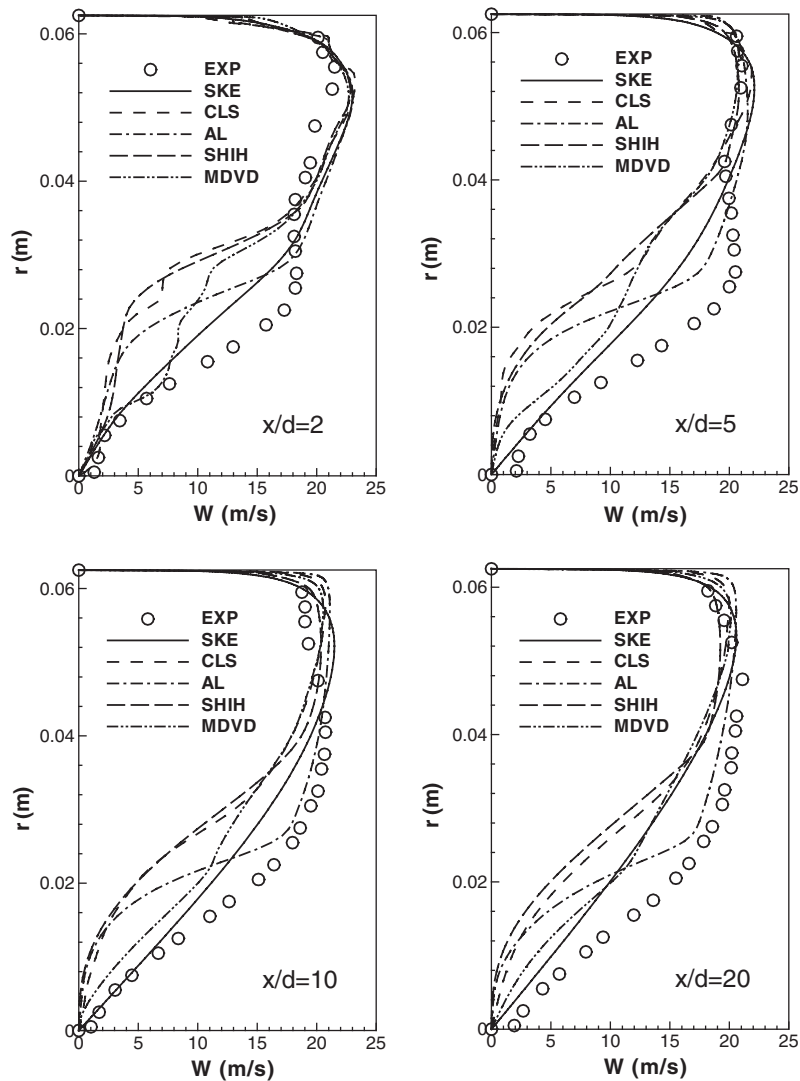 0.06
0.04
0.02
0
r (m)
EXP
SKE
CLS
AL
SHIH
MDVD
x/d=2
0 5 10 15 20 25
W (m/s)
0.06
0.04
0.02
0
r (m)
EXP
SKE
CLS
AL
SHIH
MDVD
x/d=5
0 5 10 15 20 25
W (m/s)
0.06
0.04
0.02
0
r (m)
EXP
SKE
CLS
AL
SHIH
MDVD
x/d=10
0 5 10 15 20 25
W (m/s)
0.06
0.04
0.02
0
r (m)
EXP
SKE
CLS
AL
SHIH
MDVD
x/d=20
0 5 10 15 20 25
W (m/s)